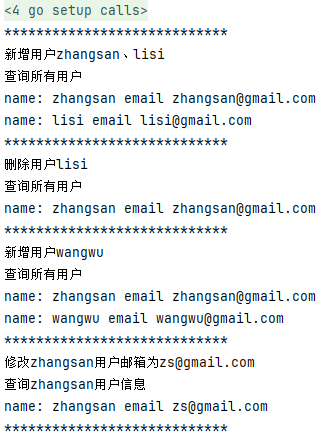 <4 go setup calls>
****************************
新增用户zhangsan、lisi
查询所有用户
name: zhangsan email zhangsan@gmail.com
name: lisi email lisi@gmail.com
****************************
删除用户lisi
查询所有用户
name: zhangsan email zhangsan@gmail.com
****************************
新增用户wangwu
查询所有用户
name: zhangsan email zhangsan@gmail.com
name: wangwu email wangwu@gmail.com
****************************
修改zhangsan用户邮箱为zs@gmail.com
查询zhangsan用户信息
name: zhangsan email zs@gmail.com
****************************